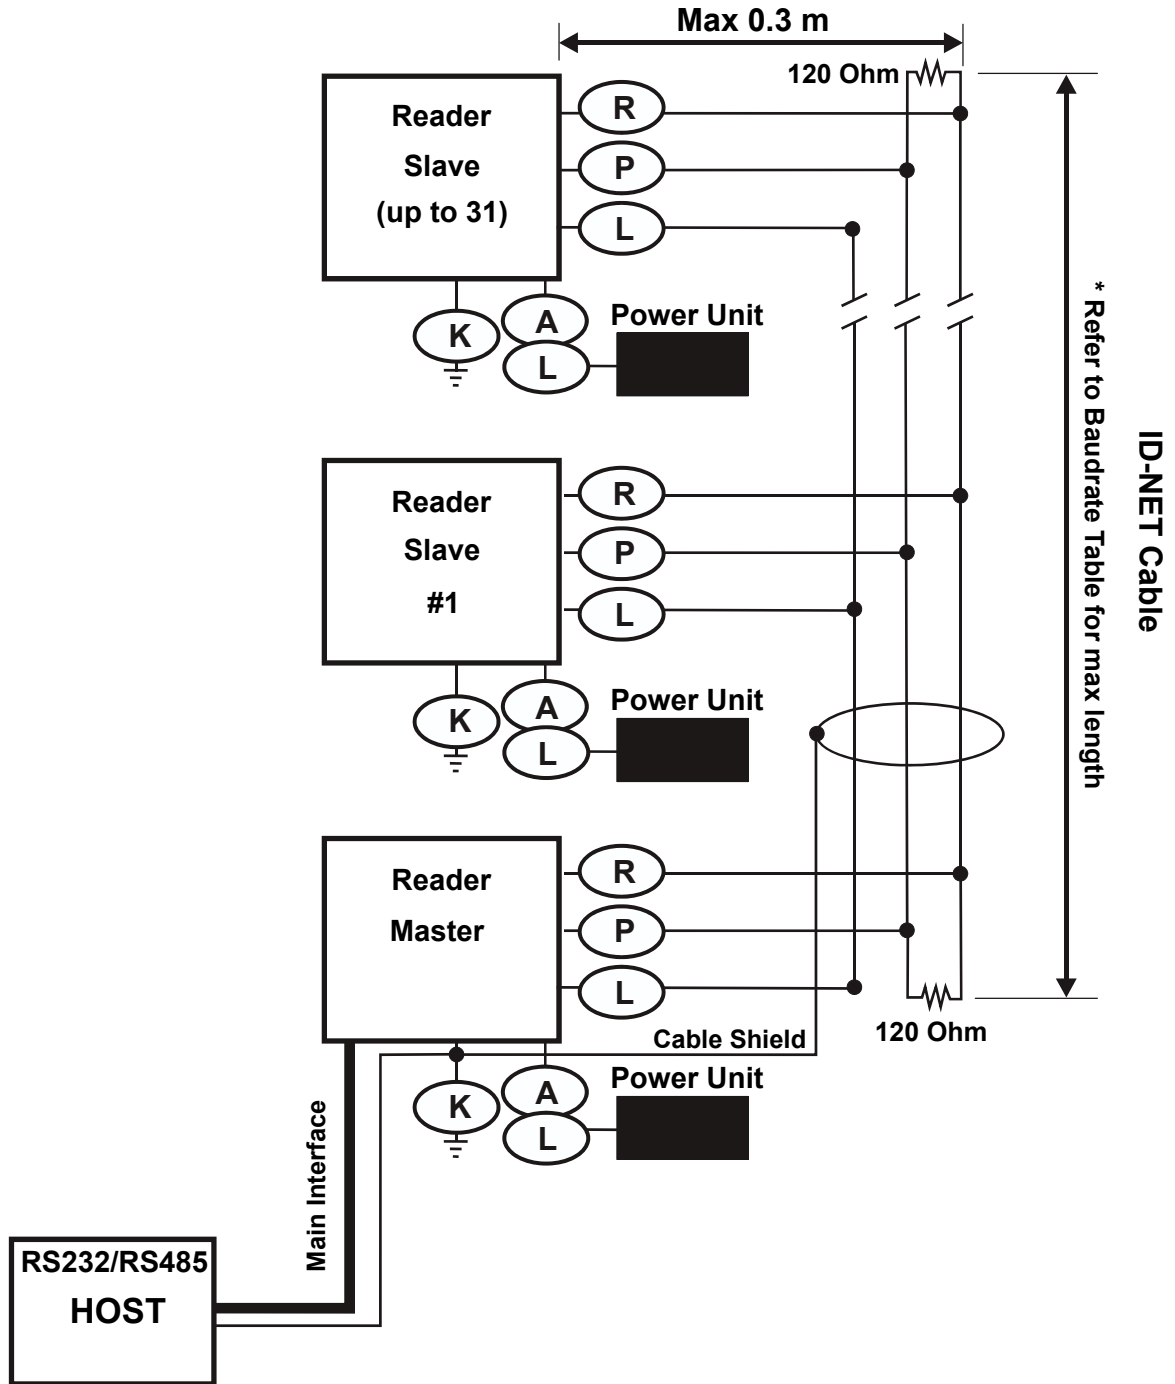 Max 0.3 m
120 Ohm
Reader
Slave
(up to 31)
R
P
L
K
A
L
Power Unit
* Refer to Baudrate Table for max length
ID-NET Cable
Reader
Slave
#1
R
P
L
K
A
L
Power Unit
Reader
Master
R
P
L
120 Ohm
Cable Shield
K
A
L
Power Unit
Main Interface
RS232/RS485
HOST